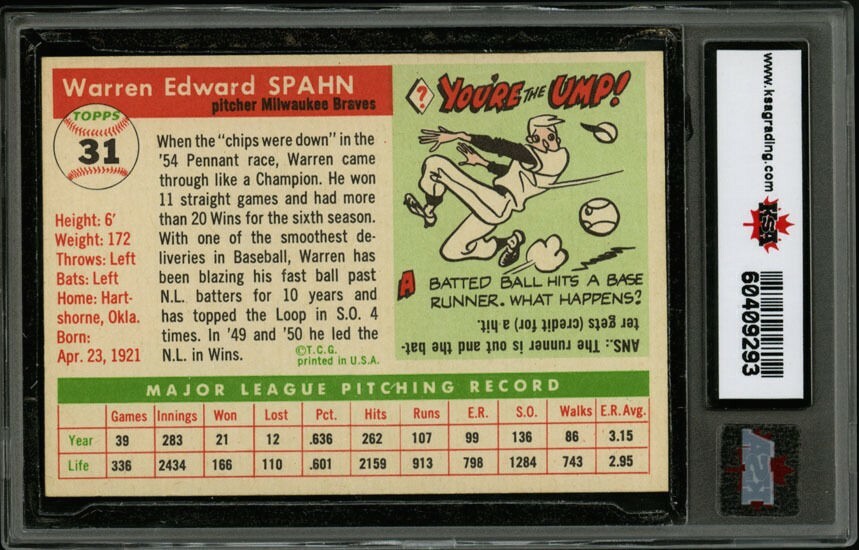 Warren Edward SPAHN
pitcher Milwaukee Braves
TOPPS
31
When the "chips were down" in the
'54 Pennant race, Warren came
through like a Champion. He won
11 straight games and had more
than 20 Wins for the sixth season.
With one of the smoothest de-
liveries in Baseball, Warren has
been blazing his fast ball past
N.L. batters for 10 years and
has topped the Loop in S.O. 4
times. In '49 and '50 he led the
N.L. in Wins.
©T.C.G.
printed in U.S.A.
Height: 6'
Weight: 172
Throws: Left
Bats: Left
Home: Hart-
shorne, Okla.
Born:
Apr. 23, 1921
? YOU'RE THE UMP!
A BATTED BALL HITS A BASE
RUNNER. WHAT HAPPENS?
ANS.: The runner is out and the bat-
ter gets (credit for) a hit.
MAJOR LEAGUE PITCHING RECORD
Games Innings Won Lost Pct. Hits Runs E.R. S.O. Walks E.R.Avg.
Year 39 283 21 12 .636 262 107 99 136 86 3.15
Life 336 2434 166 110 .601 2159 913 798 1284 743 2.95
www.ksagrading.com
KSA
60409293
KSA